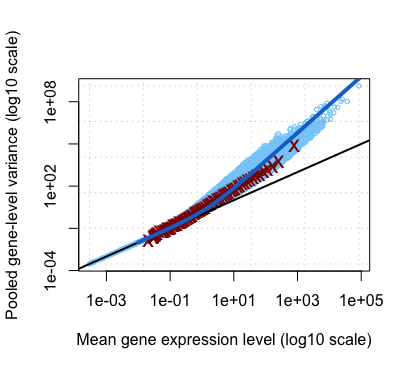 Pooled gene-level variance (log10 scale)
1e+08
1e+02
1e-04
1e-03 1e-01 1e+01 1e+03 1e+05
Mean gene expression level (log10 scale)